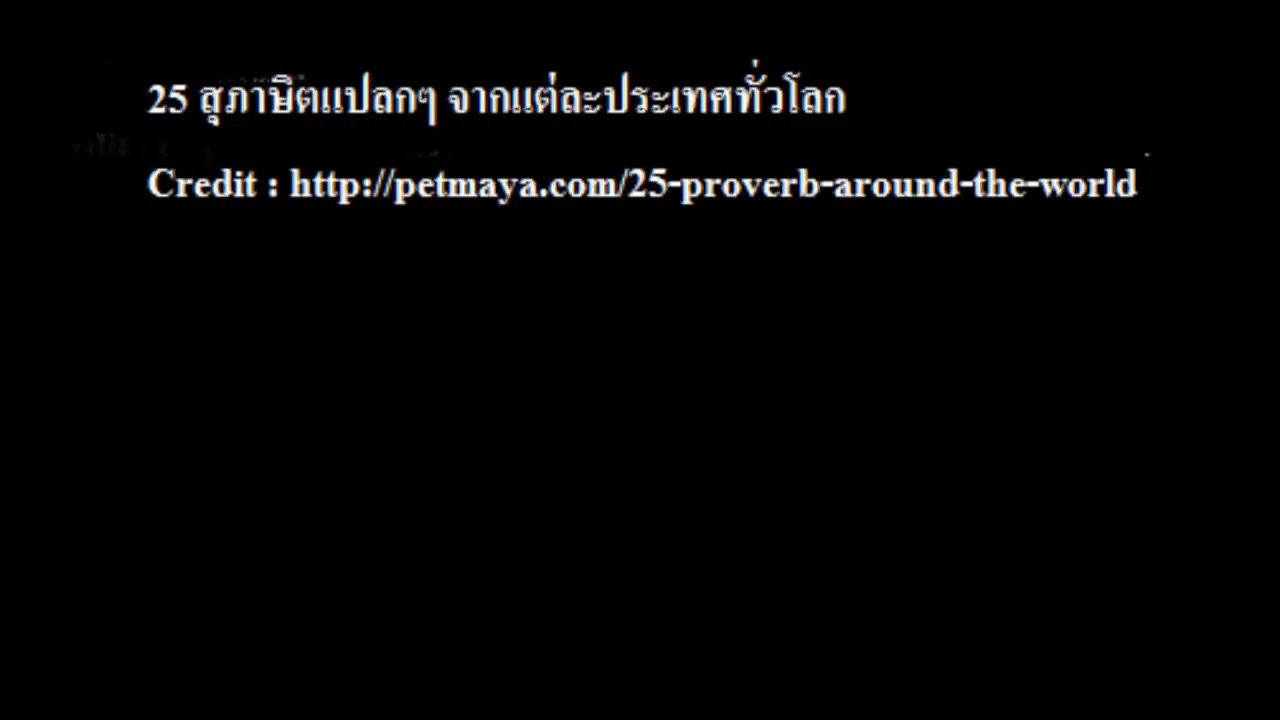 25 สุภาษิตแปลกๆ จากแต่ละประเทศทั่วโลก
Credit : http://petmaya.com/25-proverb-around-the-world